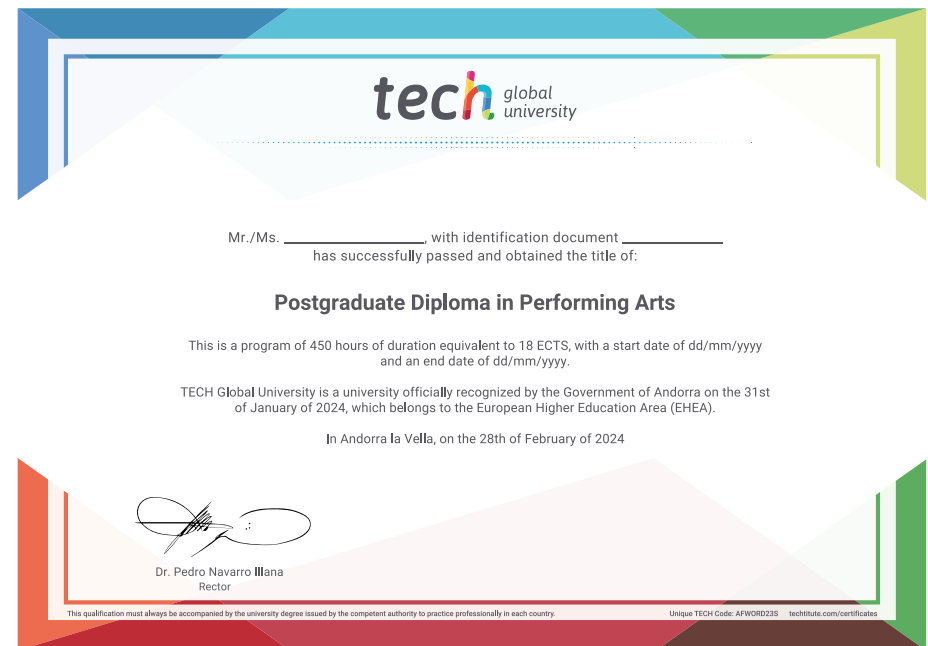 tech global
university
Mr./Ms. ____________, with identification document ____________
has successfully passed and obtained the title of:
Postgraduate Diploma in Performing Arts
This is a program of 450 hours of duration equivalent to 18 ECTS, with a start date of dd/mm/yyyy
and an end date of dd/mm/yyyy.
TECH Global University is a university officially recognized by the Government of Andorra on the 31st
of January of 2024, which belongs to the European Higher Education Area (EHEA).
In Andorra la Vella, on the 28th of February of 2024
Dr. Pedro Navarro Illana
Rector
This qualification must always be accompanied by the university degree issued by the competent authority to practice professionally in each country.
Unique TECH Code: AFWORD23S techtitute.com/certificates